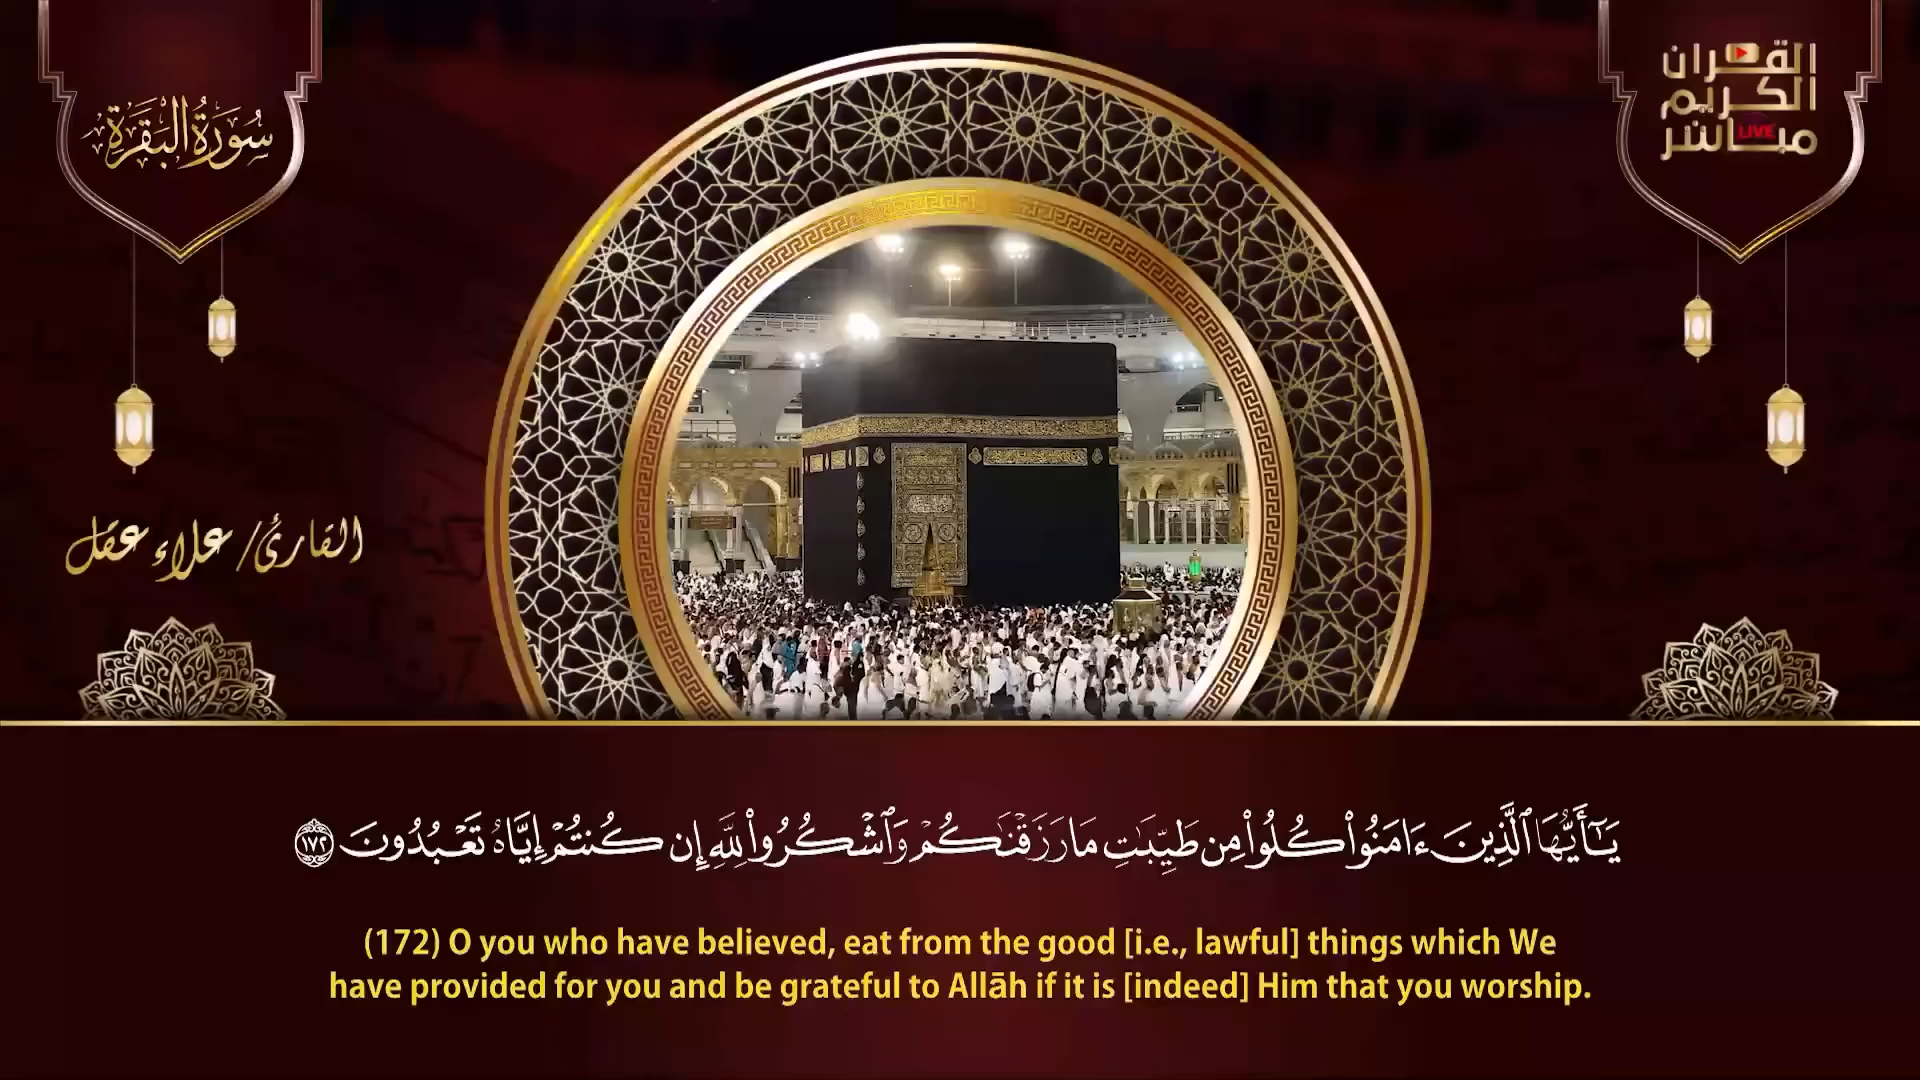 سُورَةُ البَقَرَةِ
القران
الكريم
مباشر
LIVE
القارئ/ علاء عقل
يَـٰٓأَيُّهَا ٱلَّذِينَ ءَامَنُوا۟ كُلُوا۟ مِن طَيِّبَـٰتِ مَا رَزَقْنَـٰكُمْ وَٱشْكُرُوا۟ لِلَّهِ إِن كُنتُمْ إِيَّاهُ تَعْبُدُونَ ١٧٢
(172) O you who have believed, eat from the good [i.e., lawful] things which We
have provided for you and be grateful to Allāh if it is [indeed] Him that you worship.